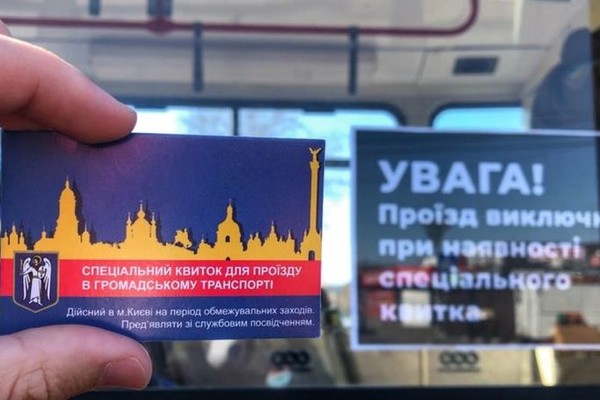 СПЕЦІАЛЬНИЙ КВИТОК ДЛЯ ПРОЇЗДУ
В ГРОМАДСЬКОМУ ТРАНСПОРТІ
Дійсний в м.Києві на період обмежувальних заходів.
Пред'являти зі службовим посвідченням.
УВАГА!
Проїзд виключн
при наявності
спеціального
квитка